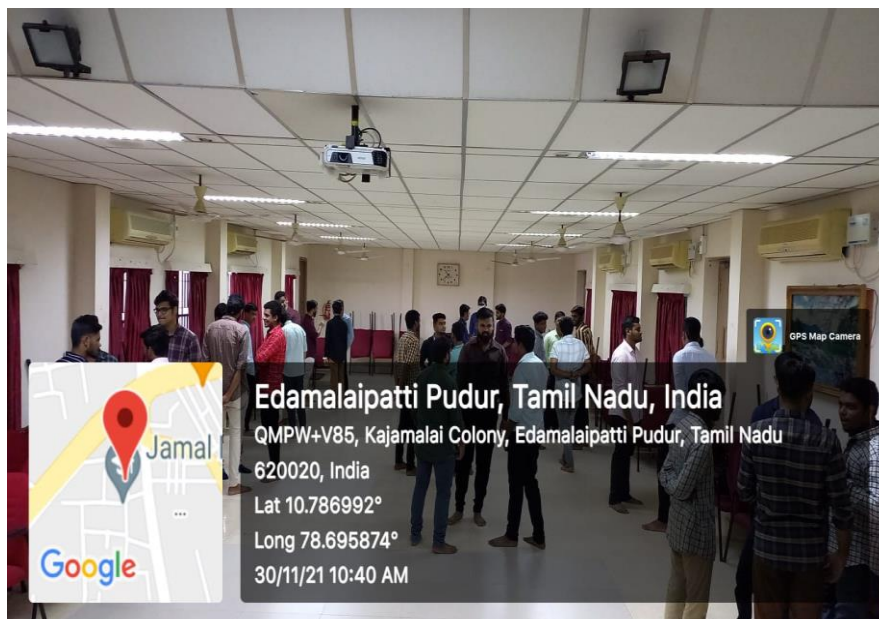 GPS Map Camera
Jamal
Google
Edamalaipatti Pudur, Tamil Nadu, India
QMPW+V85, Kajamalai Colony, Edamalaipatti Pudur, Tamil Nadu
620020, India
Lat 10.786992°
Long 78.695874°
30/11/21 10:40 AM